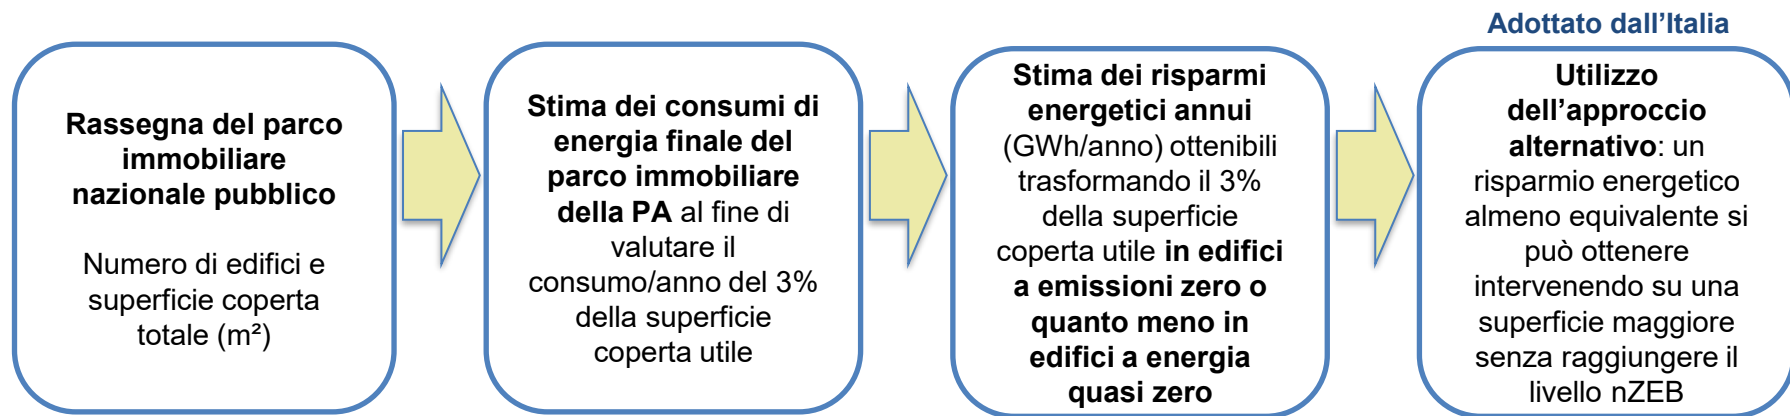 Adottato dall’Italia
Rassegna del parco
immobiliare
nazionale pubblico
Numero di edifici e
superficie coperta
totale (m²)
Stima dei consumi di
energia finale del
parco immobiliare
della PA al fine di
valutare il
consumo/anno del 3%
della superficie
coperta utile
Stima dei risparmi
energetici annui
(GWh/anno) ottenibili
trasformando il 3%
della superficie
coperta utile in edifici
a emissioni zero o
quanto meno in
edifici a energia
quasi zero
Utilizzo
dell’approccio
alternativo: un
risparmio energetico
almeno equivalente si
può ottenere
intervenendo su una
superficie maggiore
senza raggiungere il
livello nZEB